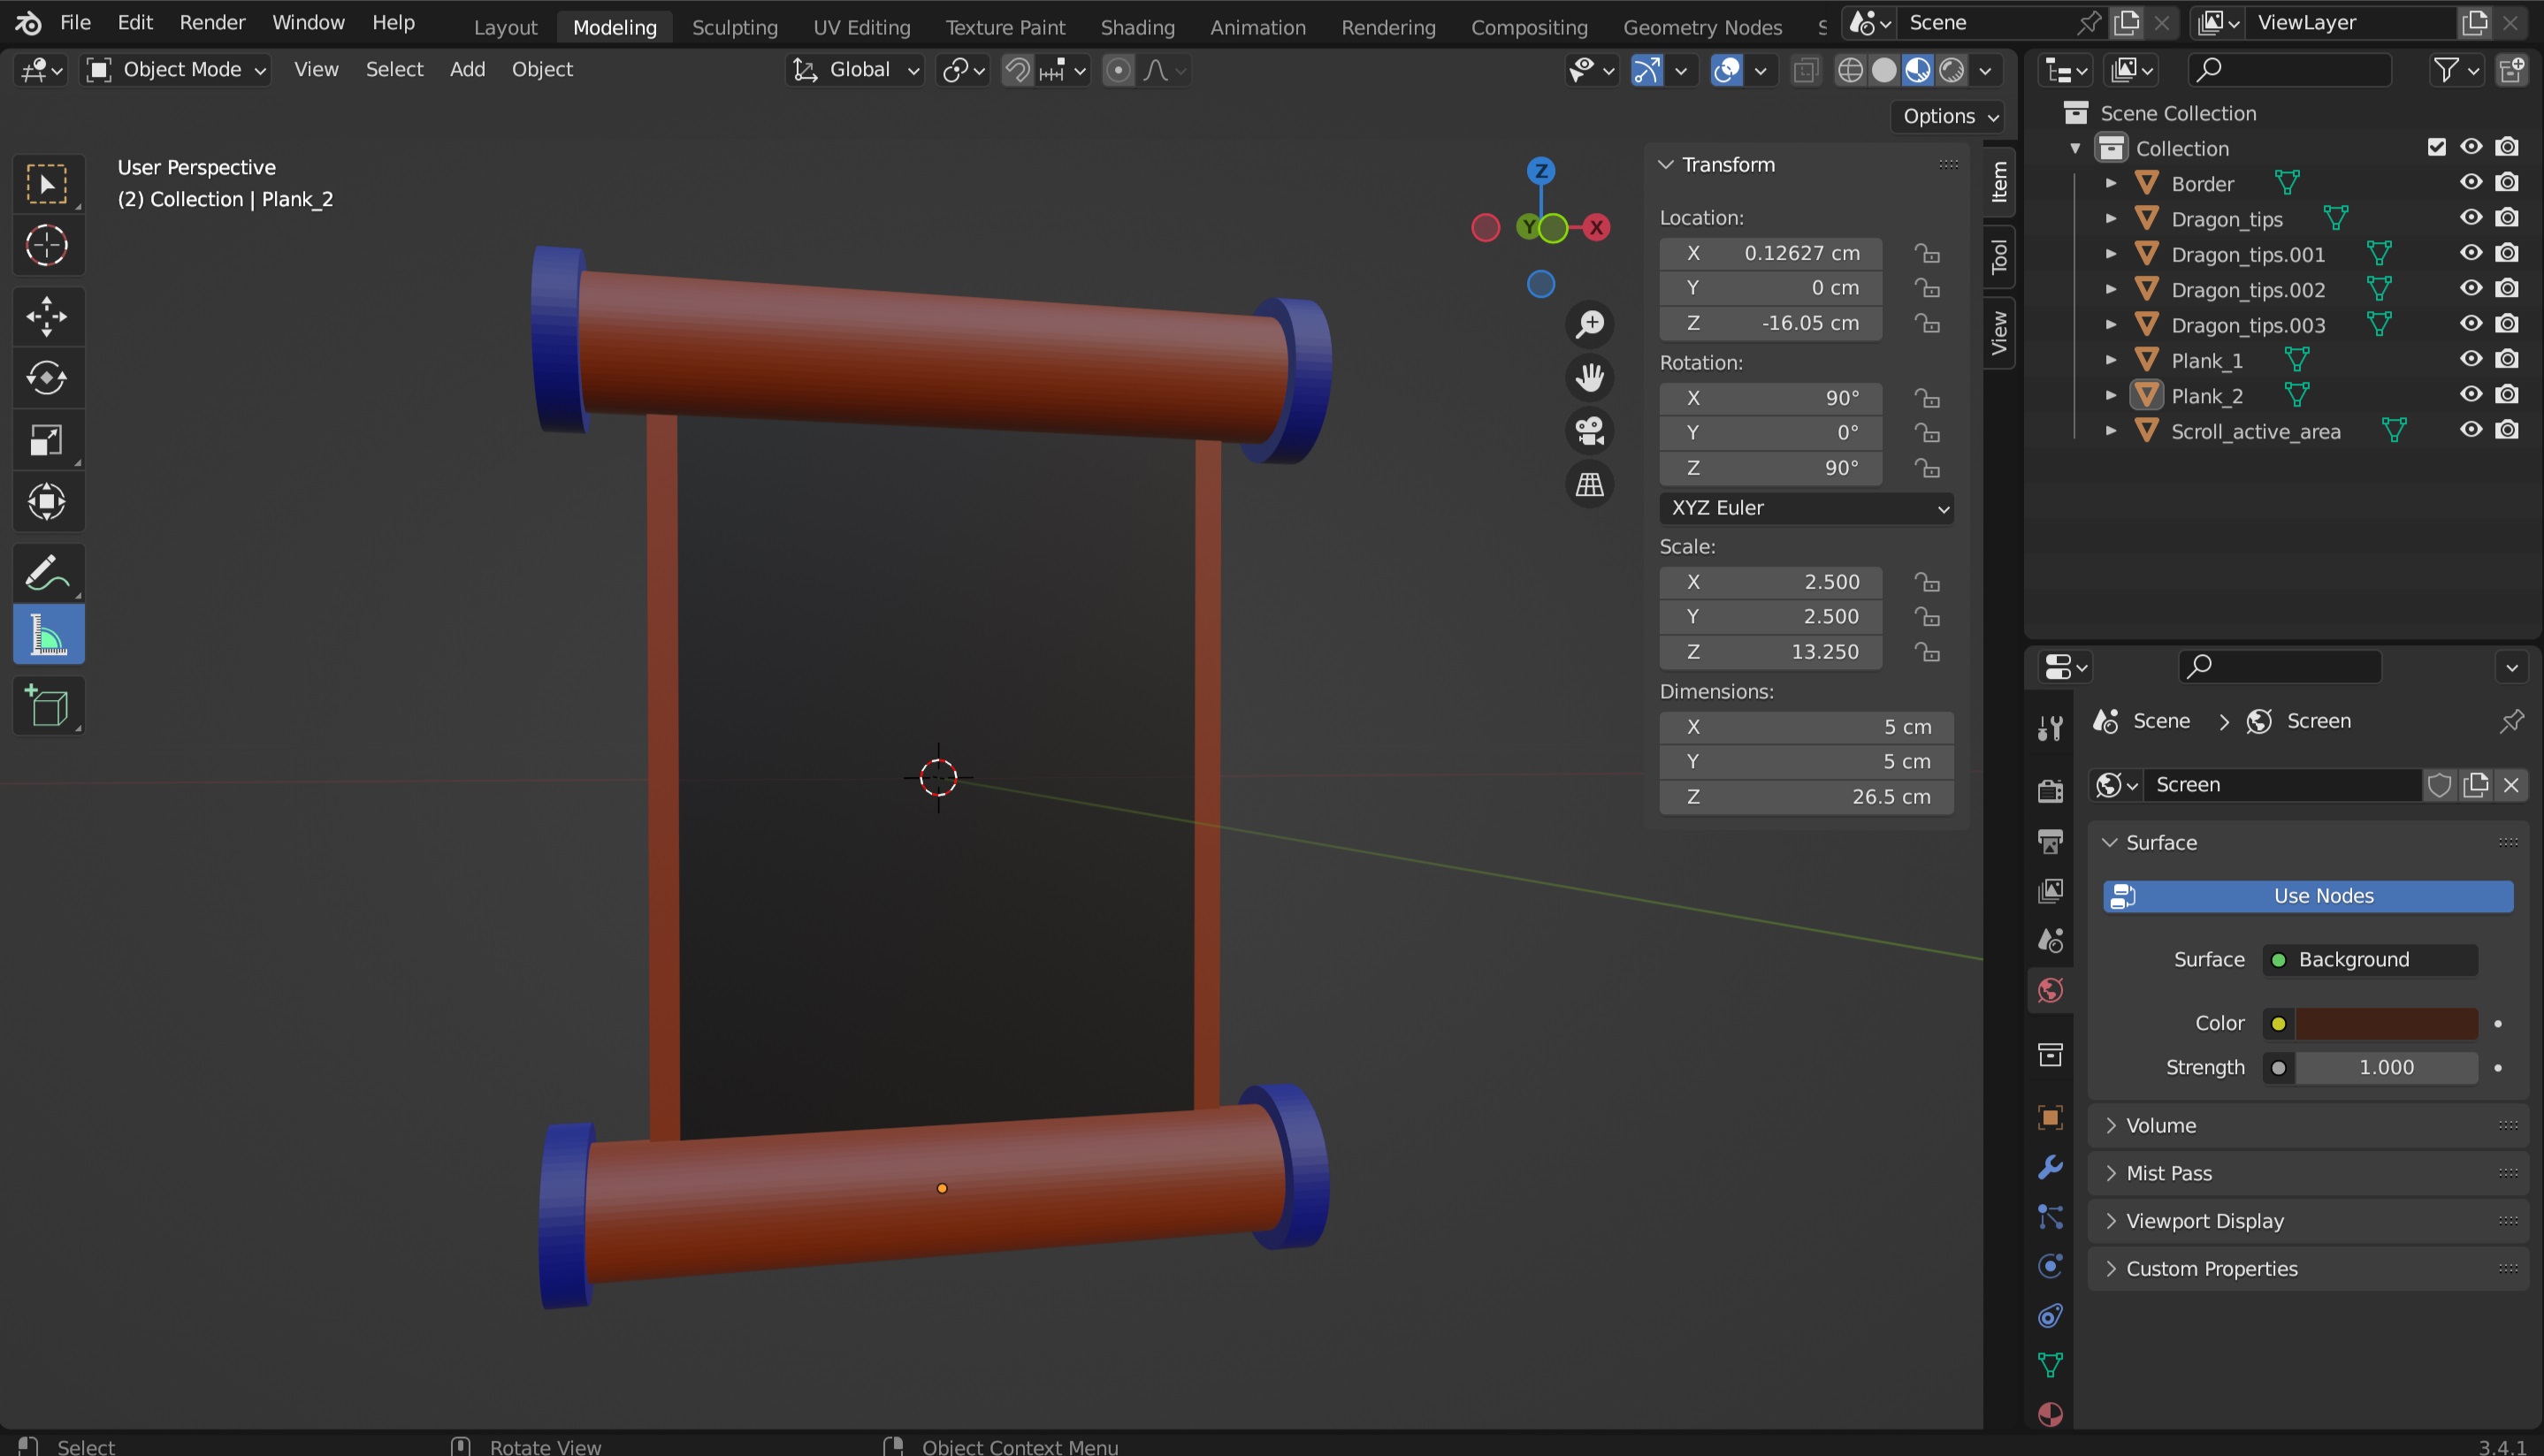 File Edit Render Window Help Layout Modeling Sculpting UV Editing Texture Paint Shading Animation Rendering Compositing Geometry Nodes S Scene ViewLayer
Object Mode View Select Add Object Global
Options
User Perspective
(2) Collection | Plank_2
Z
Y
X
Transform
Location:
X 0.12627 cm
Y 0 cm
Z -16.05 cm
Rotation:
X 90°
Y 0°
Z 90°
XYZ Euler
Scale:
X 2.500
Y 2.500
Z 13.250
Dimensions:
X 5 cm
Y 5 cm
Z 26.5 cm
Item
Tool
View
Scene Collection
Collection
Border
Dragon_tips
Dragon_tips.001
Dragon_tips.002
Dragon_tips.003
Plank_1
Plank_2
Scroll_active_area
Scene > Screen
Screen
Surface
Use Nodes
Surface Background
Color
Strength 1.000
Volume
Mist Pass
Viewport Display
Custom Properties
Select Rotate View Object Context Menu 3.4.1